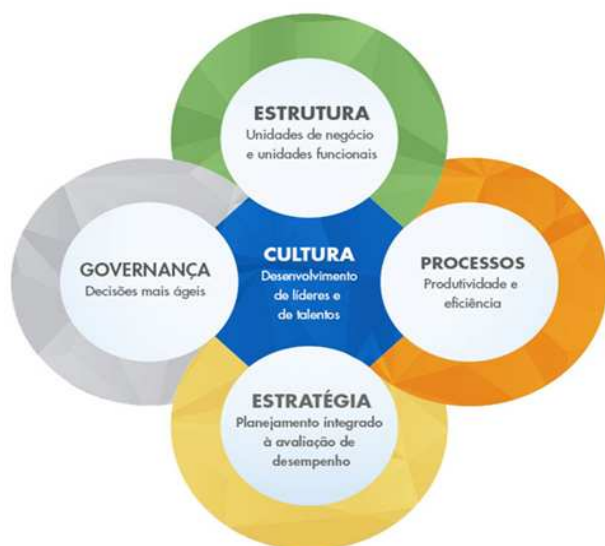 ESTRUTURA
Unidades de negócio
e unidades funcionais
GOVERNANÇA
Decisões mais ágeis
CULTURA
Desenvolvimento
de líderes e
de talentos
PROCESSOS
Produtividade e
eficiência
ESTRATÉGIA
Planejamento integrado
à avaliação de
desempenho